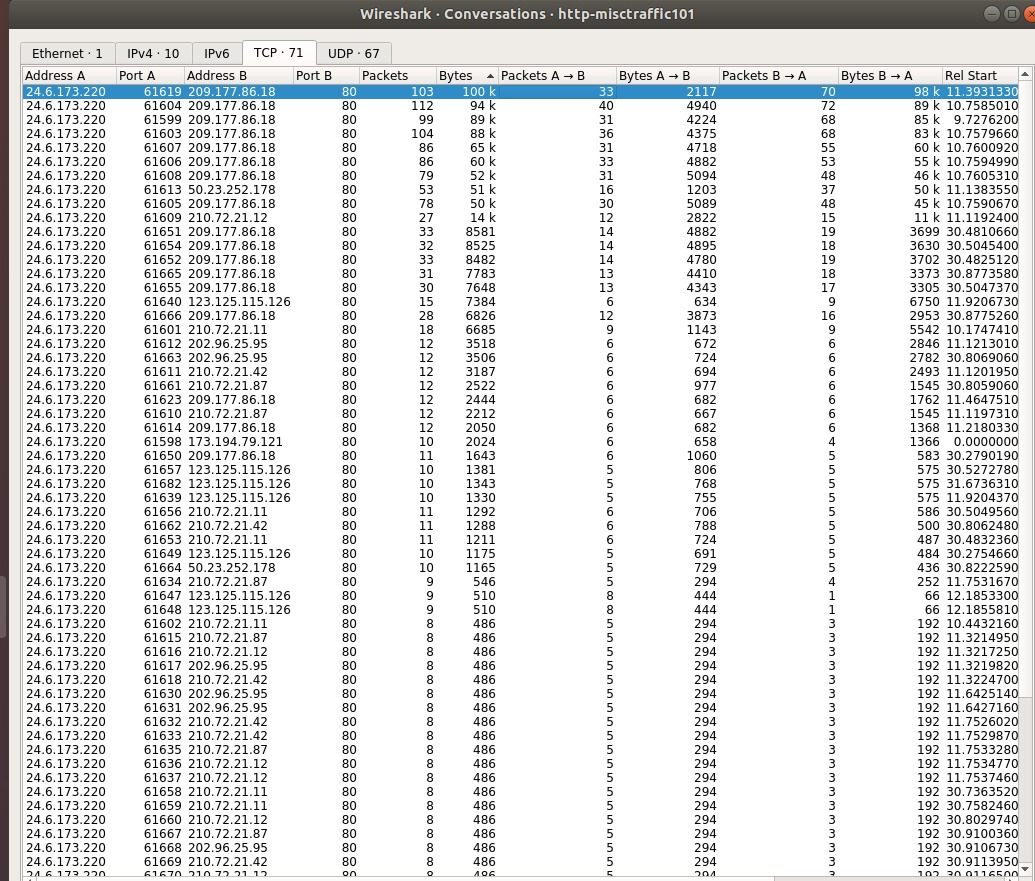 Wireshark · Conversations · http-misctraffic101
Ethernet · 1 IPv4 · 10 IPv6 TCP · 71 UDP · 67
Address A Port A Address B Port B Packets Bytes Packets A → B Bytes A → B Packets B → A Bytes B → A Rel Start
24.6.173.220 61619 209.177.86.18 80 103 100 k 33 2117 70 98 k 11.3931330
24.6.173.220 61604 209.177.86.18 80 112 94 k 40 4940 72 89 k 10.7585010
24.6.173.220 61599 209.177.86.18 80 99 89 k 31 4224 68 85 k 9.7276200
24.6.173.220 61603 209.177.86.18 80 104 88 k 36 4375 68 83 k 10.7579660
24.6.173.220 61607 209.177.86.18 80 86 65 k 31 4718 55 60 k 10.7600920
24.6.173.220 61606 209.177.86.18 80 86 60 k 33 4882 53 55 k 10.7594990
24.6.173.220 61608 209.177.86.18 80 79 52 k 31 5094 48 46 k 10.7605310
24.6.173.220 61613 50.23.252.178 80 53 51 k 16 1203 37 50 k 11.1383550
24.6.173.220 61605 209.177.86.18 80 78 50 k 30 5089 48 45 k 10.7590670
24.6.173.220 61609 210.72.21.12 80 27 14 k 12 2822 15 11 k 11.1192400
24.6.173.220 61651 209.177.86.18 80 33 8581 14 4882 19 3699 30.4810660
24.6.173.220 61654 209.177.86.18 80 32 8525 14 4895 18 3630 30.5045400
24.6.173.220 61652 209.177.86.18 80 33 8482 14 4780 19 3702 30.4825120
24.6.173.220 61665 209.177.86.18 80 31 7783 13 4410 18 3373 30.8773580
24.6.173.220 61655 209.177.86.18 80 30 7648 13 4343 17 3305 30.5047370
24.6.173.220 61640 123.125.115.126 80 15 7384 6 634 9 6750 11.9206730
24.6.173.220 61666 209.177.86.18 80 28 6826 12 3873 16 2953 30.8775260
24.6.173.220 61601 210.72.21.11 80 18 6685 9 1143 9 5542 10.1747410
24.6.173.220 61612 202.96.25.95 80 12 3518 6 672 6 2846 11.1213010
24.6.173.220 61663 202.96.25.95 80 12 3506 6 724 6 2782 30.8069060
24.6.173.220 61611 210.72.21.42 80 12 3187 6 694 6 2493 11.1201950
24.6.173.220 61661 210.72.21.87 80 12 2522 6 977 6 1545 30.8059060
24.6.173.220 61623 209.177.86.18 80 12 2444 6 682 6 1762 11.4647510
24.6.173.220 61610 210.72.21.87 80 12 2212 6 667 6 1545 11.1197310
24.6.173.220 61614 209.177.86.18 80 12 2050 6 682 6 1368 11.2180330
24.6.173.220 61598 173.194.79.121 80 10 2024 6 658 4 1366 0.0000000
24.6.173.220 61650 209.177.86.18 80 11 1643 6 1060 5 583 30.2790190
24.6.173.220 61657 123.125.115.126 80 10 1381 5 806 5 575 30.5272780
24.6.173.220 61682 123.125.115.126 80 10 1343 5 768 5 575 31.6736310
24.6.173.220 61639 123.125.115.126 80 10 1330 5 755 5 575 11.9204370
24.6.173.220 61656 210.72.21.11 80 11 1292 6 706 5 586 30.5049560
24.6.173.220 61662 210.72.21.42 80 11 1288 6 788 5 500 30.8062480
24.6.173.220 61653 210.72.21.11 80 11 1211 6 724 5 487 30.4832360
24.6.173.220 61649 123.125.115.126 80 10 1175 5 691 5 484 30.2754660
24.6.173.220 61664 50.23.252.178 80 10 1165 5 729 5 436 30.8222590
24.6.173.220 61634 210.72.21.87 80 9 546 5 294 4 252 11.7531670
24.6.173.220 61647 123.125.115.126 80 9 510 8 444 1 66 12.1853300
24.6.173.220 61648 123.125.115.126 80 9 510 8 444 1 66 12.1855810
24.6.173.220 61602 210.72.21.11 80 8 486 5 294 3 192 10.4432160
24.6.173.220 61615 210.72.21.87 80 8 486 5 294 3 192 11.3214950
24.6.173.220 61616 210.72.21.12 80 8 486 5 294 3 192 11.3217250
24.6.173.220 61617 202.96.25.95 80 8 486 5 294 3 192 11.3219820
24.6.173.220 61618 210.72.21.42 80 8 486 5 294 3 192 11.3224700
24.6.173.220 61630 202.96.25.95 80 8 486 5 294 3 192 11.6425140
24.6.173.220 61631 202.96.25.95 80 8 486 5 294 3 192 11.6427160
24.6.173.220 61632 210.72.21.42 80 8 486 5 294 3 192 11.7526020
24.6.173.220 61633 210.72.21.42 80 8 486 5 294 3 192 11.7529870
24.6.173.220 61635 210.72.21.87 80 8 486 5 294 3 192 11.7533280
24.6.173.220 61636 210.72.21.12 80 8 486 5 294 3 192 11.7534770
24.6.173.220 61637 210.72.21.12 80 8 486 5 294 3 192 11.7537460
24.6.173.220 61658 210.72.21.11 80 8 486 5 294 3 192 30.7363520
24.6.173.220 61659 210.72.21.11 80 8 486 5 294 3 192 30.7582460
24.6.173.220 61660 210.72.21.12 80 8 486 5 294 3 192 30.8029740
24.6.173.220 61667 210.72.21.87 80 8 486 5 294 3 192 30.9100360
24.6.173.220 61668 202.96.25.95 80 8 486 5 294 3 192 30.9106730
24.6.173.220 61669 210.72.21.42 80 8 486 5 294 3 192 30.9113950
24.6.173.220 61670 210.72.21.12 80 8 486 5 294 3 192 30.9116500